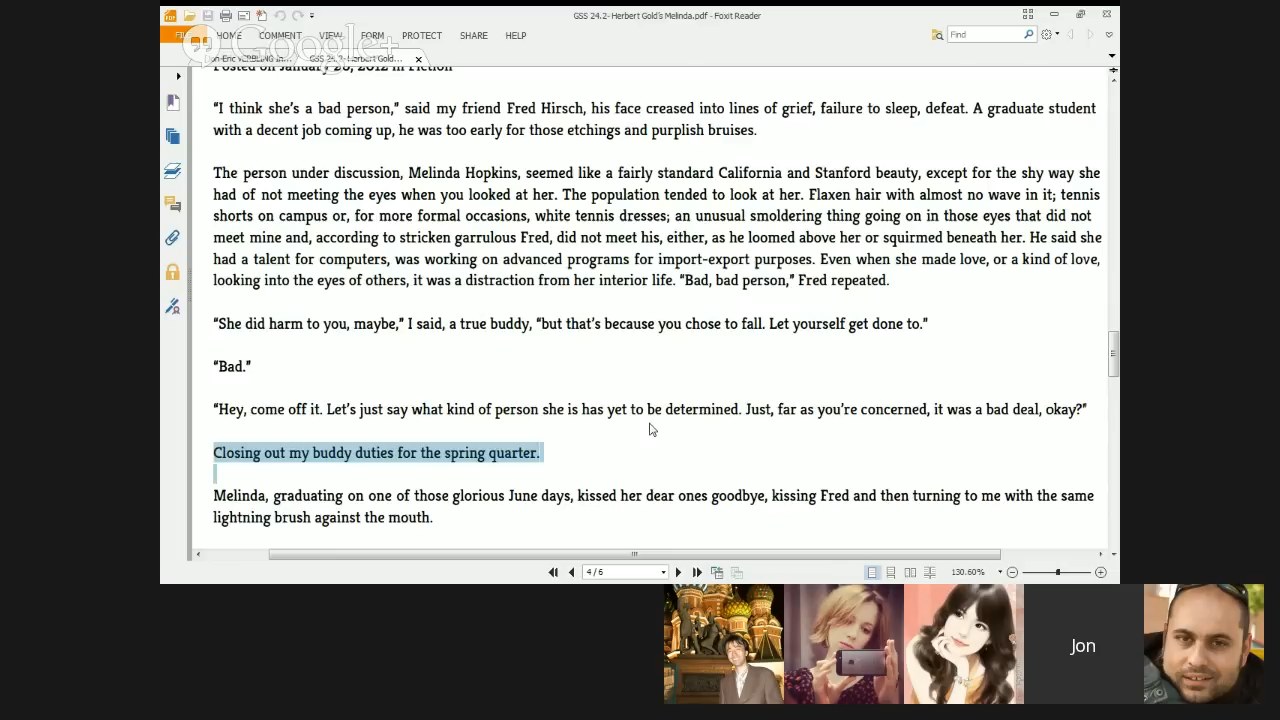 GSS 24.2- Herbert Gold's Melinda.pdf - Foxit Reader
FILE HOME COMMENT VIEW FORM PROTECT SHARE HELP
Find
Google+
GSS 24.2- Herbert Gold...
Posted on January 26, 2012 in Fiction
“I think she’s a bad person,” said my friend Fred Hirsch, his face creased into lines of grief, failure to sleep, defeat. A graduate student
with a decent job coming up, he was too early for those etchings and purplish bruises.
The person under discussion, Melinda Hopkins, seemed like a fairly standard California and Stanford beauty, except for the shy way she
had of not meeting the eyes when you looked at her. The population tended to look at her. Flaxen hair with almost no wave in it; tennis
shorts on campus or, for more formal occasions, white tennis dresses; an unusual smoldering thing going on in those eyes that did not
meet mine and, according to stricken garrulous Fred, did not meet his, either, as he loomed above her or squirmed beneath her. He said she
had a talent for computers, was working on advanced programs for import-export purposes. Even when she made love, or a kind of love,
looking into the eyes of others, it was a distraction from her interior life. “Bad, bad person,” Fred repeated.
“She did harm to you, maybe,” I said, a true buddy, “but that’s because you chose to fall. Let yourself get done to.”
“Bad.”
“Hey, come off it. Let’s just say what kind of person she is has yet to be determined. Just, far as you’re concerned, it was a bad deal, okay?”
Closing out my buddy duties for the spring quarter.
Melinda, graduating on one of those glorious June days, kissed her dear ones goodbye, kissing Fred and then turning to me with the same
lightning brush against the mouth.
4 / 6
130.60%
Jon